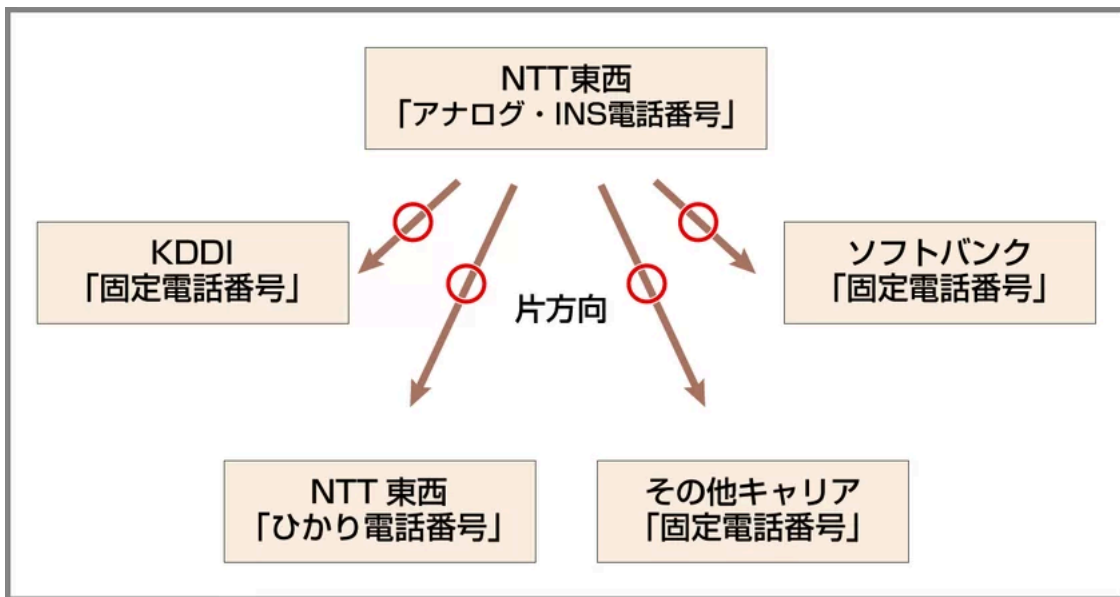 NTT東西
「アナログ・INS電話番号」
KDDI
「固定電話番号」
ソフトバンク
「固定電話番号」
片方向
NTT 東西
「ひかり電話番号」
その他キャリア
「固定電話番号」